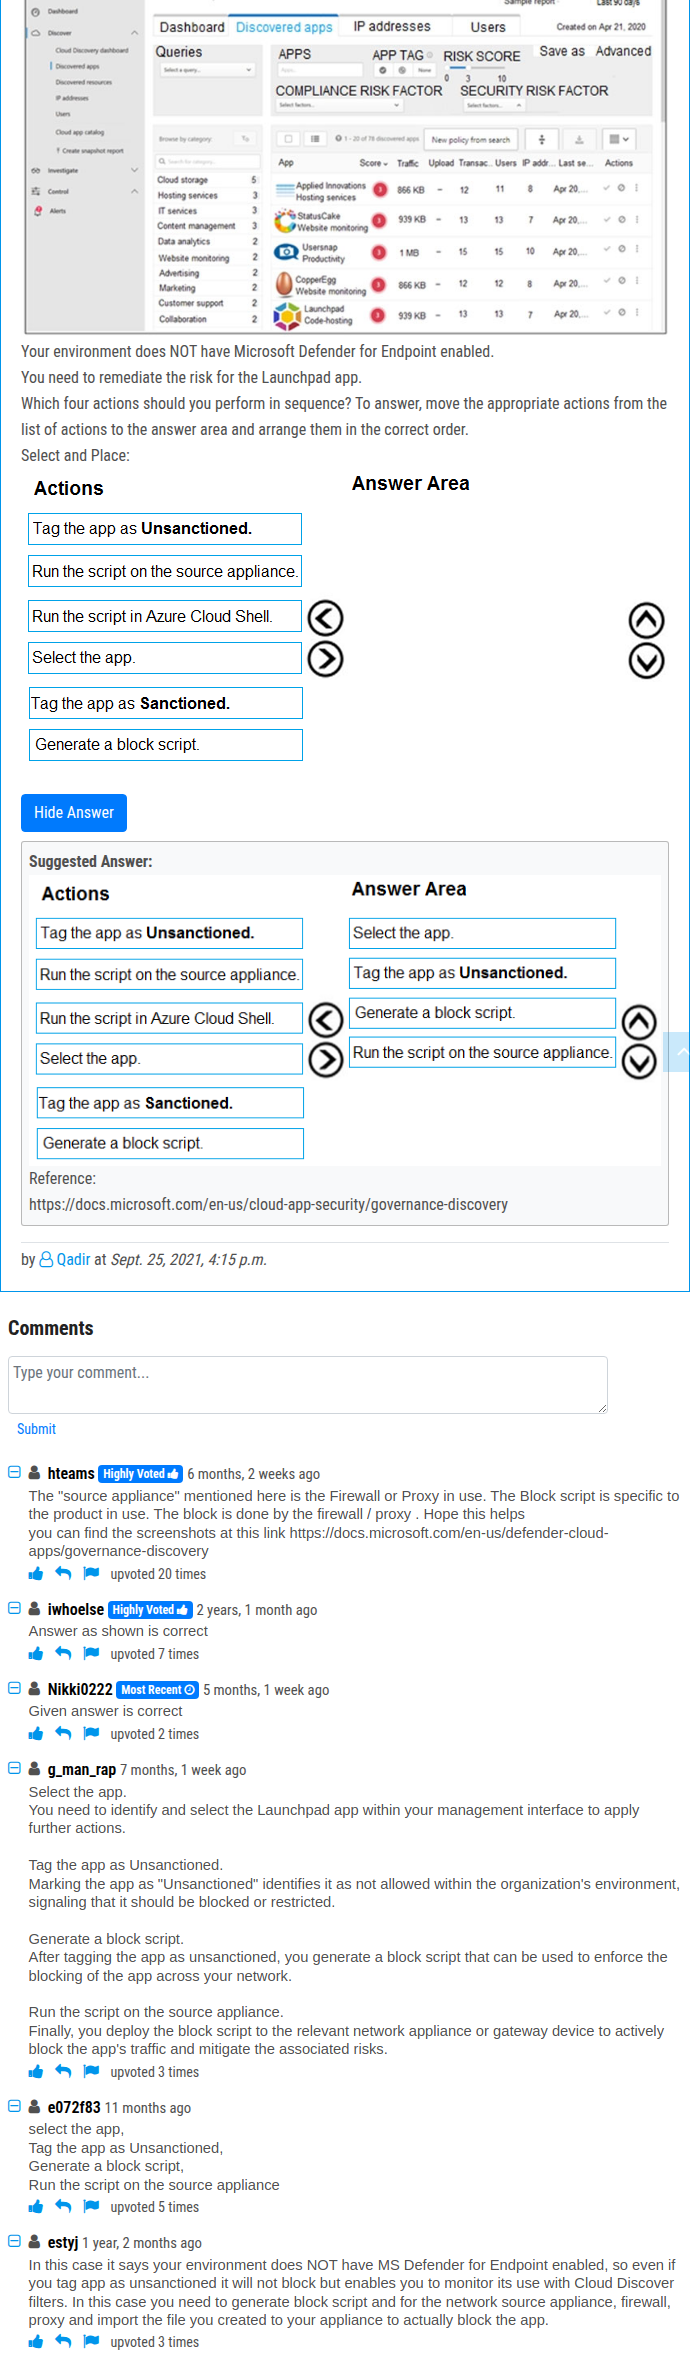 Sample report
Last 90 days
Dashboard
Dashboard
Discovered apps
IP addresses
Users
Created on Apr 21, 2020
Discover
Cloud Discovery dashboard
Discovered apps
Discovered resources
IP addresses
Users
Cloud app catalog
+ Create snapshot report
Investigate
Control
Alerts
Queries
Select a query...
APPS
APP TAG
None
RISK SCORE
0 3 10
Save as
Advanced
COMPLIANCE RISK FACTOR
SECURITY RISK FACTOR
Select factors...
Select factors...
Browse by category:
Search for category...
1 - 20 of 78 discovered apps
New policy from search
App Score Traffic Upload Transac... Users IP addr... Last se... Actions
Cloud storage 5
Hosting services 3
IT services 3
Content management 3
Data analytics 2
Website monitoring 2
Advertising 2
Marketing 2
Customer support 2
Collaboration 2
Applied Innovations
Hosting services
3 866 KB – 12 11 8 Apr 20,...
StatusCake
Website monitoring
3 939 KB – 13 13 7 Apr 20,...
Usersnap
Productivity
3 1 MB – 15 15 10 Apr 20,...
CopperEgg
Website monitoring
3 866 KB – 12 12 8 Apr 20,...
Launchpad
Code-hosting
3 939 KB – 13 13 7 Apr 20,...
Your environment does NOT have Microsoft Defender for Endpoint enabled.
You need to remediate the risk for the Launchpad app.
Which four actions should you perform in sequence? To answer, move the appropriate actions from the
list of actions to the answer area and arrange them in the correct order.
Select and Place:
Actions
Answer Area
Tag the app as Unsanctioned.
Run the script on the source appliance.
Run the script in Azure Cloud Shell.
Select the app.
Tag the app as Sanctioned.
Generate a block script.
Hide Answer
Suggested Answer:
Actions
Answer Area
Tag the app as Unsanctioned.
Select the app.
Run the script on the source appliance.
Tag the app as Unsanctioned.
Run the script in Azure Cloud Shell.
Generate a block script.
Select the app.
Run the script on the source appliance.
Tag the app as Sanctioned.
Generate a block script.
Reference:
https://docs.microsoft.com/en-us/cloud-app-security/governance-discovery
by Qadir at Sept. 25, 2021, 4:15 p.m.
Comments
Type your comment...
Submit
hteams Highly Voted 6 months, 2 weeks ago
The "source appliance" mentioned here is the Firewall or Proxy in use. The Block script is specific to
the product in use. The block is done by the firewall / proxy . Hope this helps
you can find the screenshots at this link https://docs.microsoft.com/en-us/defender-cloud-
apps/governance-discovery
upvoted 20 times
iwhoelse Highly Voted 2 years, 1 month ago
Answer as shown is correct
upvoted 7 times
Nikki0222 Most Recent 5 months, 1 week ago
Given answer is correct
upvoted 2 times
g_man_rap 7 months, 1 week ago
Select the app.
You need to identify and select the Launchpad app within your management interface to apply
further actions.
Tag the app as Unsanctioned.
Marking the app as "Unsanctioned" identifies it as not allowed within the organization's environment,
signaling that it should be blocked or restricted.
Generate a block script.
After tagging the app as unsanctioned, you generate a block script that can be used to enforce the
blocking of the app across your network.
Run the script on the source appliance.
Finally, you deploy the block script to the relevant network appliance or gateway device to actively
block the app's traffic and mitigate the associated risks.
upvoted 3 times
e072f83 11 months ago
select the app,
Tag the app as Unsanctioned,
Generate a block script,
Run the script on the source appliance
upvoted 5 times
estyj 1 year, 2 months ago
In this case it says your environment does NOT have MS Defender for Endpoint enabled, so even if
you tag app as unsanctioned it will not block but enables you to monitor its use with Cloud Discover
filters. In this case you need to generate block script and for the network source appliance, firewall,
proxy and import the file you created to your appliance to actually block the app.
upvoted 3 times